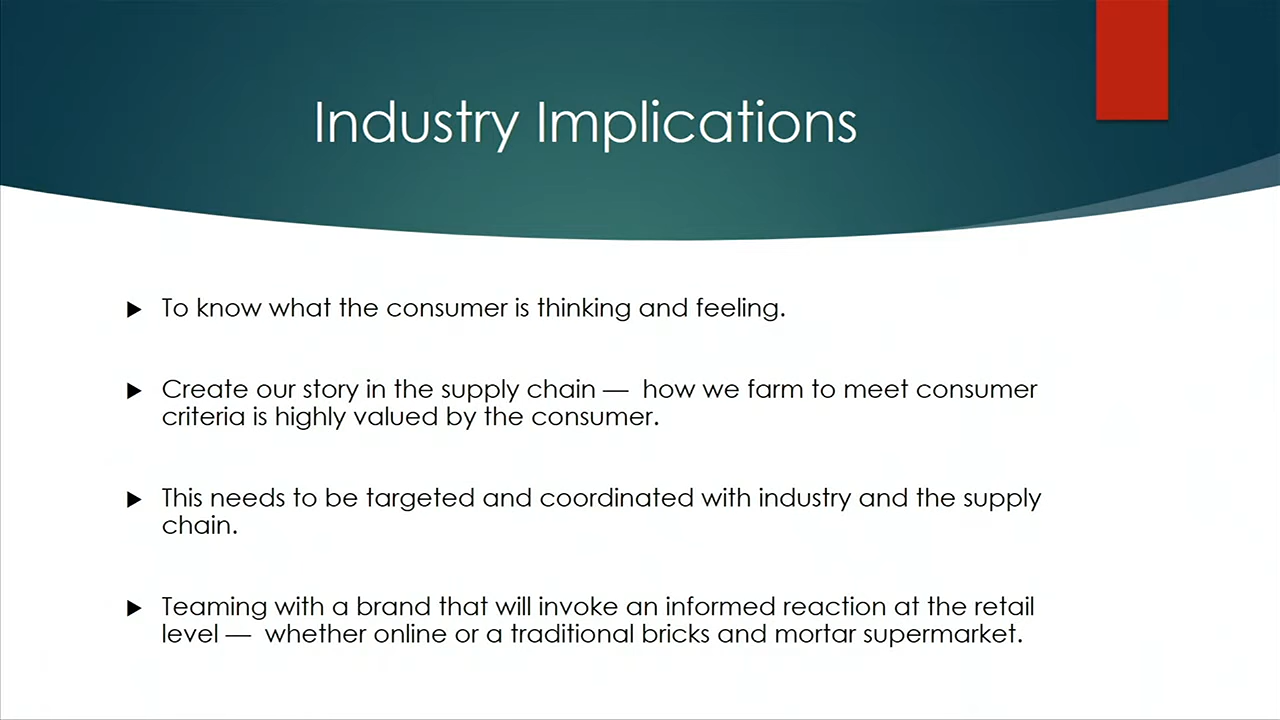 Industry Implications
To know what the consumer is thinking and feeling.
Create our story in the supply chain — how we farm to meet consumer
criteria is highly valued by the consumer.
This needs to be targeted and coordinated with industry and the supply
chain.
Teaming with a brand that will invoke an informed reaction at the retail
level — whether online or a traditional bricks and mortar supermarket.